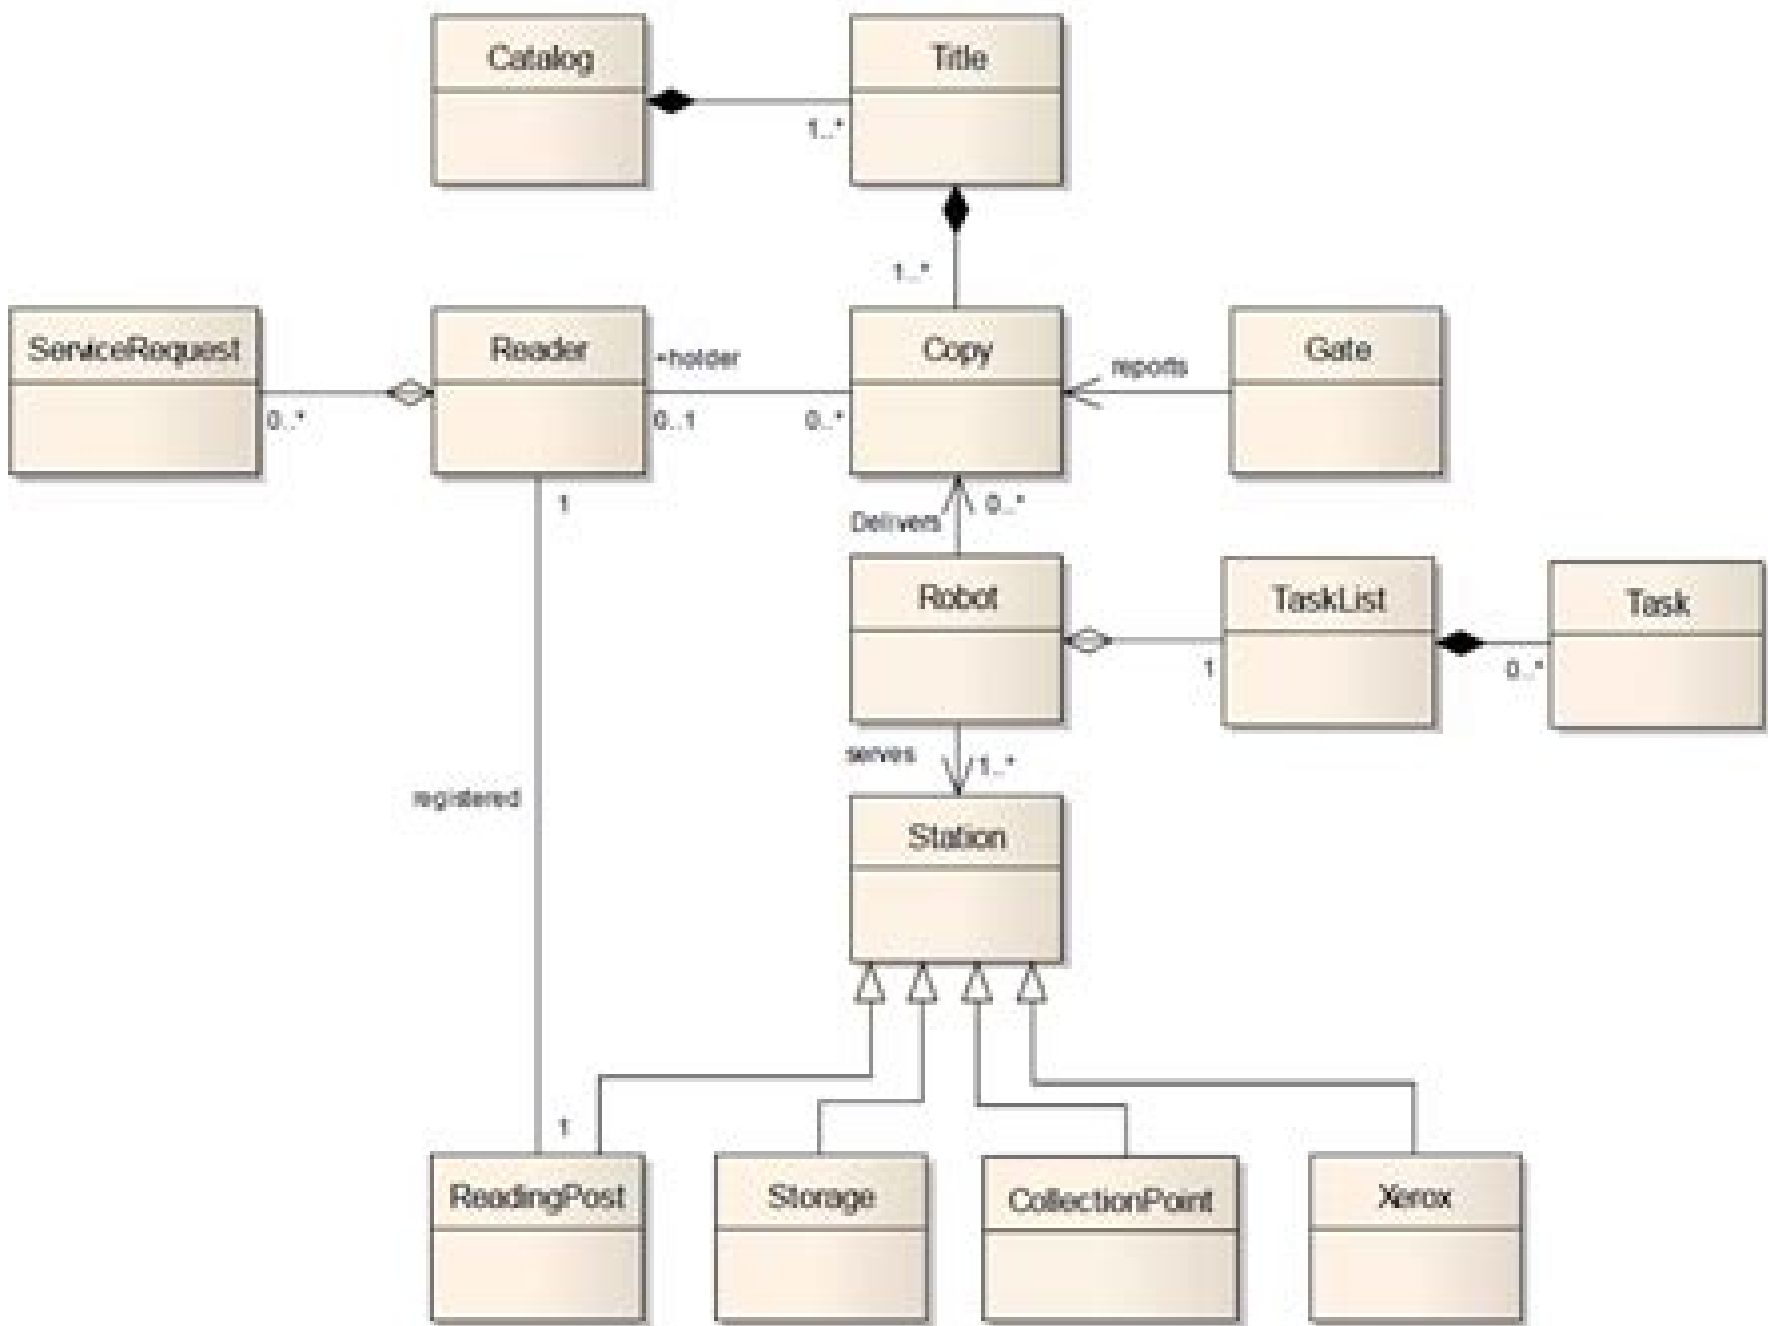 Catalog
Title
1..*
1..*
ServiceRequest
Reader
+holder
Copy
reports
Gate
0..*
0..1
0..*
1
Delivers
0..*
Robot
TaskList
Task
1
0..*
serves
1..*
registered
Station
1
ReadingPost
Storage
CollectionPoint
Xerox